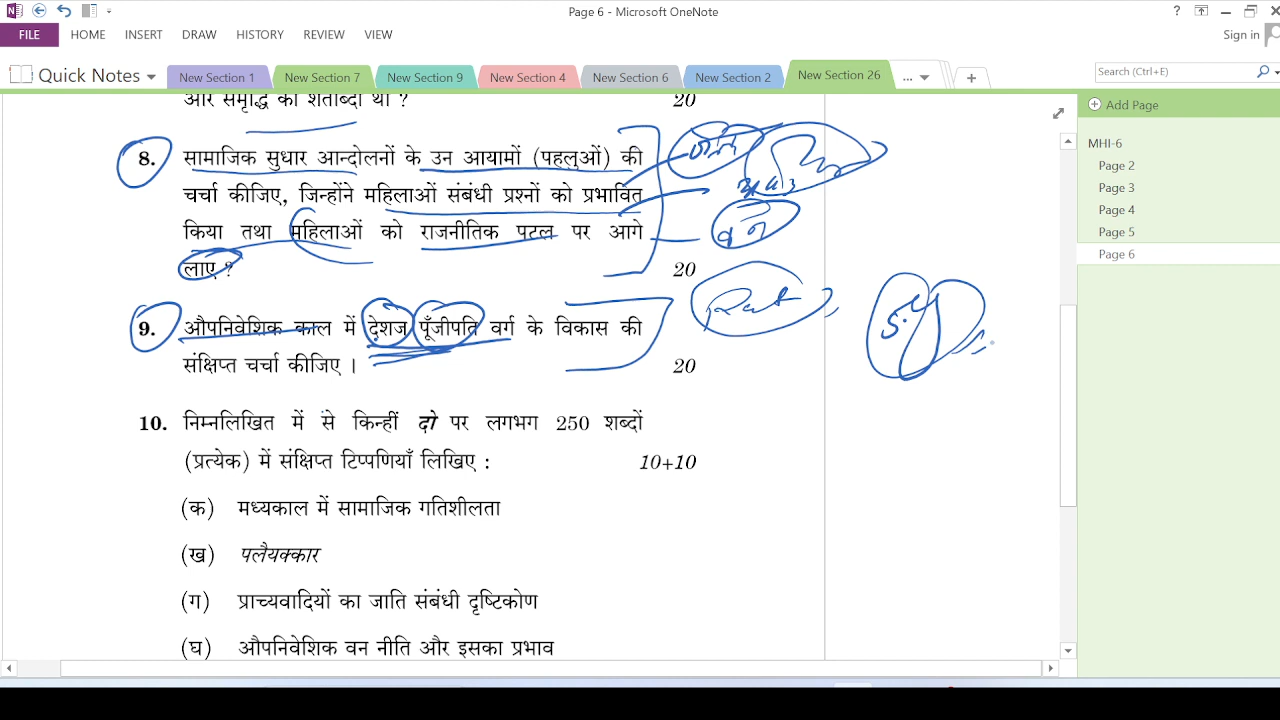 Page 6 - Microsoft OneNote
?
Sign in
FILE HOME INSERT DRAW HISTORY REVIEW VIEW
Quick Notes
New Section 1
New Section 7
New Section 9
New Section 4
New Section 6
New Section 2
New Section 26
...
+
Search (Ctrl+E)
Add Page
MHI-6
Page 2
Page 3
Page 4
Page 5
Page 6
और समृद्धि की शताब्दी थी ? 20
8. सामाजिक सुधार आन्दोलनों के उन आयामों (पहलुओं) की
चर्चा कीजिए, जिन्होंने महिलाओं संबंधी प्रश्नों को प्रभावित
किया तथा महिलाओं को राजनीतिक पटल पर आगे
लाए ? 20
9. औपनिवेशिक काल में देशज पूँजीपति वर्ग के विकास की
संक्षिप्त चर्चा कीजिए । 20
10. निम्नलिखित में से किन्हीं दो पर लगभग 250 शब्दों
(प्रत्येक) में संक्षिप्त टिप्पणियाँ लिखिए : 10+10
(क) मध्यकाल में सामाजिक गतिशीलता
(ख) पलैयक्कार
(ग) प्राच्यवादियों का जाति संबंधी दृष्टिकोण
(घ) औपनिवेशिक वन नीति और इसका प्रभाव